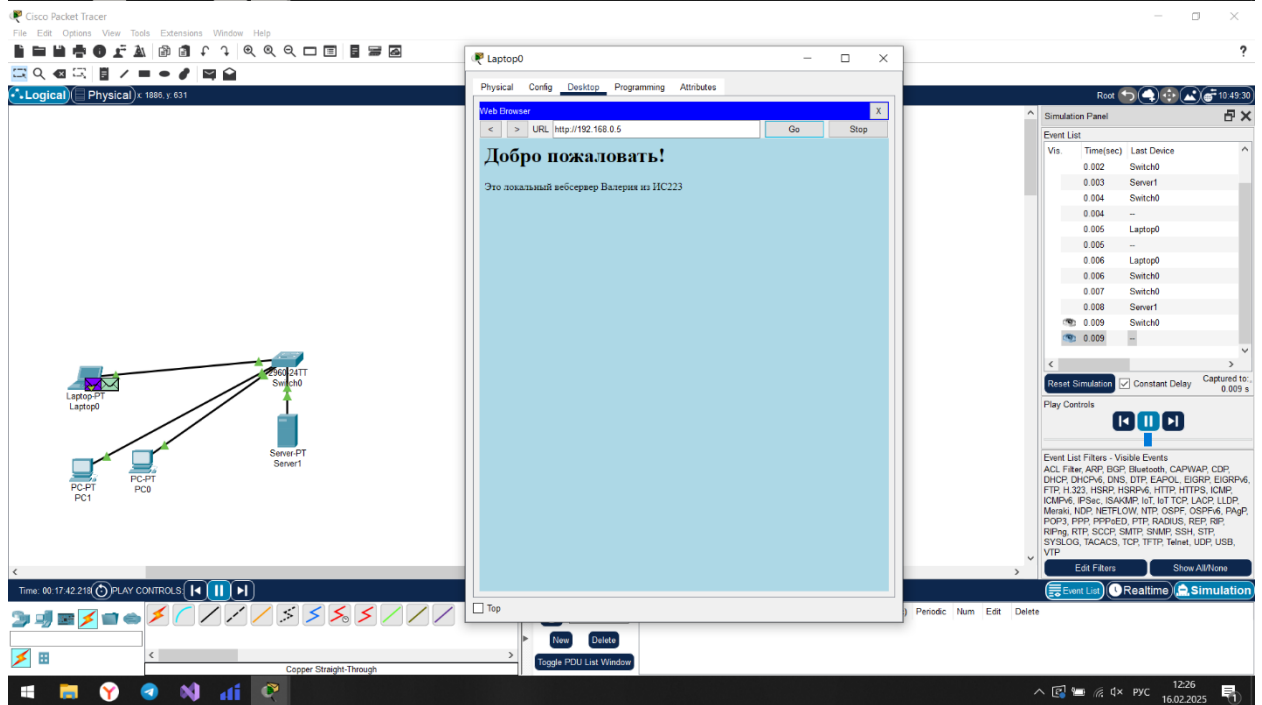 Cisco Packet Tracer
File Edit Options View Tools Extensions Window Help
?
Logical Physical x: 1886, y: 631
Root 10:49:30
Laptop0
Physical Config Desktop Programming Attributes
Web Browser X
< > URL http://192.168.0.5 Go Stop
Добро пожаловать!
Это локальный вебсервер Валерия из ИС223
Top
2960-24TT
Switch0
Laptop-PT
Laptop0
Server-PT
Server1
PC-PT
PC1
PC-PT
PC0
Simulation Panel
Event List
Vis. Time(sec) Last Device
0.002 Switch0
0.003 Server1
0.004 Switch0
0.004 --
0.005 Laptop0
0.005 --
0.006 Laptop0
0.006 Switch0
0.007 Switch0
0.008 Server1
0.009 Switch0
0.009 --
Reset Simulation Constant Delay Captured to:
0.009 s
Play Controls
Event List Filters - Visible Events
ACL Filter, ARP, BGP, Bluetooth, CAPWAP, CDP,
DHCP, DHCPv6, DNS, DTP, EAPOL, EIGRP, EIGRPv6,
FTP, H.323, HSRP, HSRPv6, HTTP, HTTPS, ICMP,
ICMPv6, IPSec, ISAKMP, IoT, IoT TCP, LACP, LLDP,
Meraki, NDP, NETFLOW, NTP, OSPF, OSPFv6, PAgP,
POP3, PPP, PPPoED, PTP, RADIUS, REP, RIP,
RIPng, RTP, SCCP, SMTP, SNMP, SSH, STP,
SYSLOG, TACACS, TCP, TFTP, Telnet, UDP, USB,
VTP
Edit Filters Show All/None
Time: 00:17:42.218 PLAY CONTROLS:
Event List Realtime Simulation
) Periodic Num Edit Delete
New Delete
Toggle PDU List Window
Copper Straight-Through
РУС
12:26
16.02.2025
1